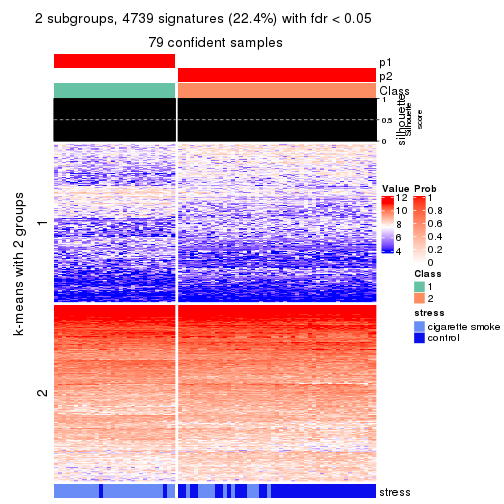 2 subgroups, 4739 signatures (22.4%) with fdr < 0.05
79 confident samples
p1
p2
Class
1
0.5
0
silhouette
Silhouette
score
k-means with 2 groups
1
2
Value
12
10
8
6
4
Prob
1
0.8
0.6
0.4
0.2
0
Class
1
2
stress
cigarette smoke
control
stress